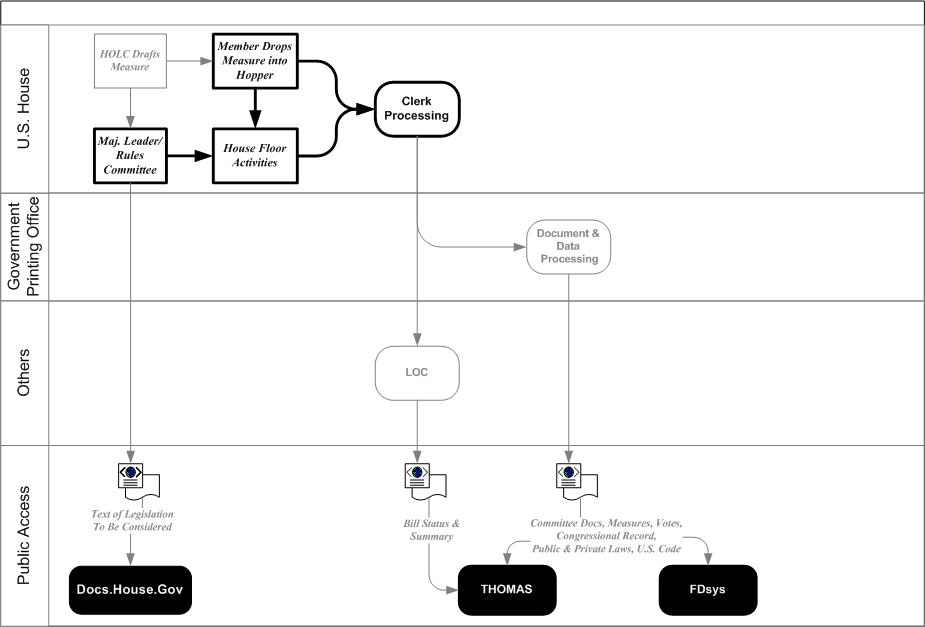 U.S. House
HOLC Drafts
Measure
Member Drops
Measure into
Hopper
Clerk
Processing
Maj. Leader/
Rules
Committee
House Floor
Activities
Government
Printing Office
Document &
Data
Processing
Others
LOC
Public Access
Text of Legislation
To Be Considered
Bill Status &
Summary
Committee Docs, Measures, Votes,
Congressional Record,
Public & Private Laws, U.S. Code
Docs.House.Gov
THOMAS
FDsys